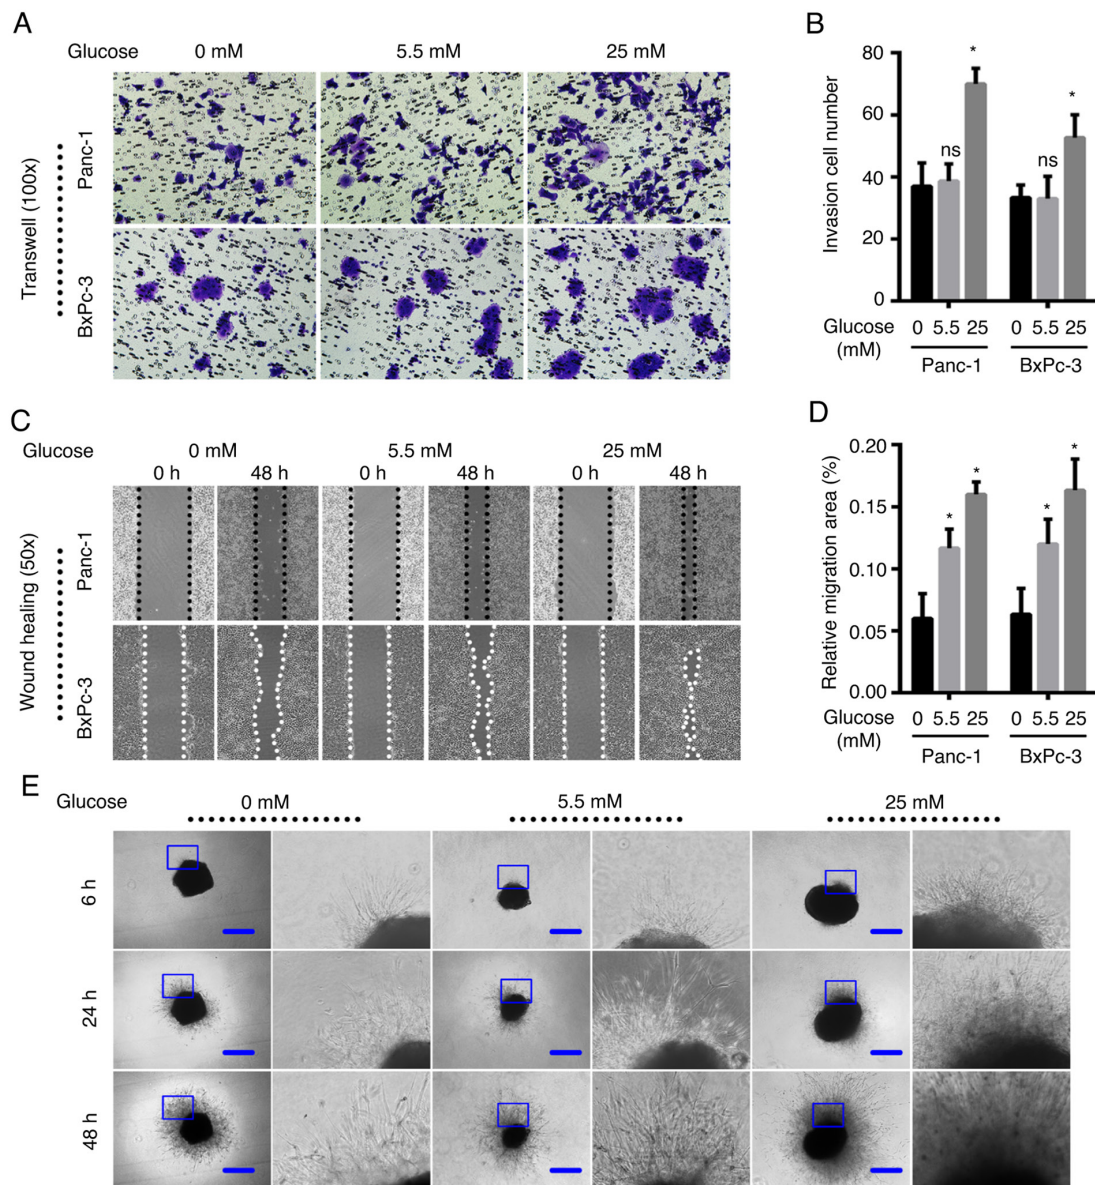 A
Glucose 0 mM 5.5 mM 25 mM
Transwell (100x)
Panc-1
BxPc-3
B
Invasion cell number
80
60
40
20
0
ns * ns *
Glucose (mM) 0 5.5 25 0 5.5 25
Panc-1 BxPc-3
C
Glucose 0 mM 5.5 mM 25 mM
0 h 48 h 0 h 48 h 0 h 48 h
Wound healing (50x)
Panc-1
BxPc-3
D
Relative migration area (%)
0.20
0.15
0.10
0.05
0.00
* * * *
Glucose (mM) 0 5.5 25 0 5.5 25
Panc-1 BxPc-3
E
Glucose 0 mM 5.5 mM 25 mM
6 h
24 h
48 h